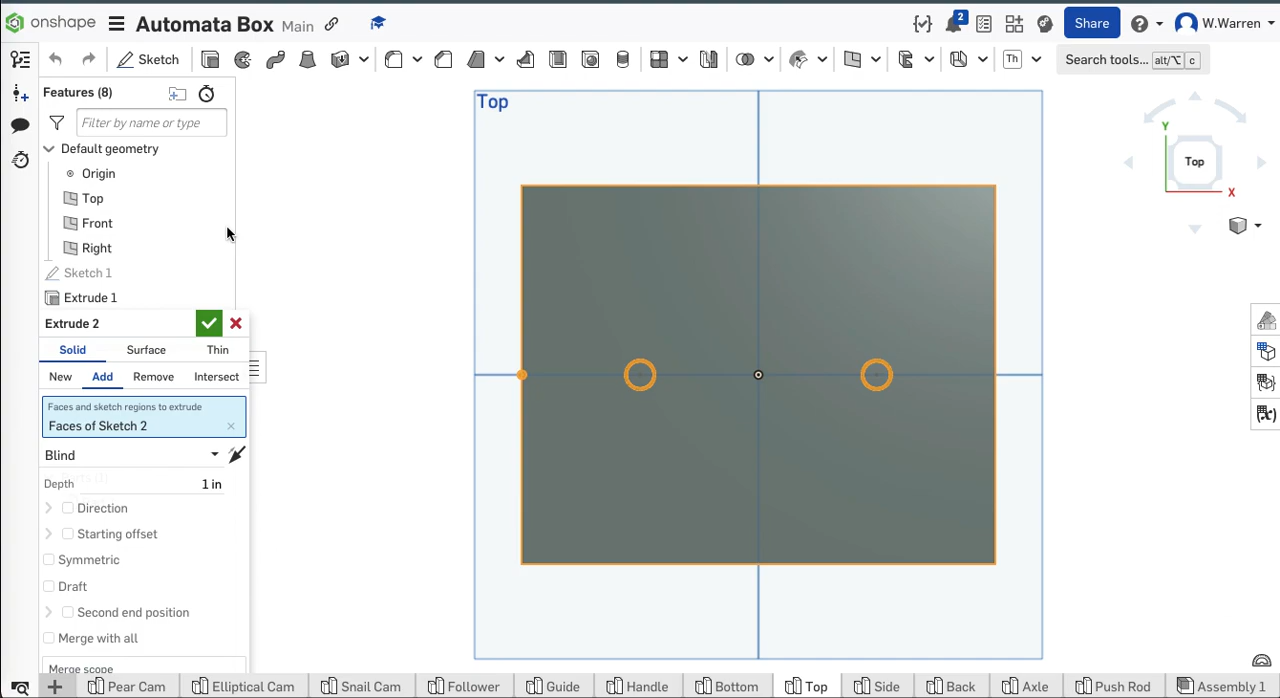 onshape Automata Box Main 2 Share W.Warren
Sketch Th Search tools... alt/⌥ c
Features (8)
Filter by name or type
Default geometry
Origin
Top
Front
Right
Sketch 1
Extrude 1
Extrude 2
Solid Surface Thin
New Add Remove Intersect
Faces and sketch regions to extrude
Faces of Sketch 2
Blind
Depth 1 in
Direction
Starting offset
Symmetric
Draft
Second end position
Merge with all
Merge scope
Top
Y
Top
X
Pear Cam Elliptical Cam Snail Cam Follower Guide Handle Bottom Top Side Back Axle Push Rod Assembly 1